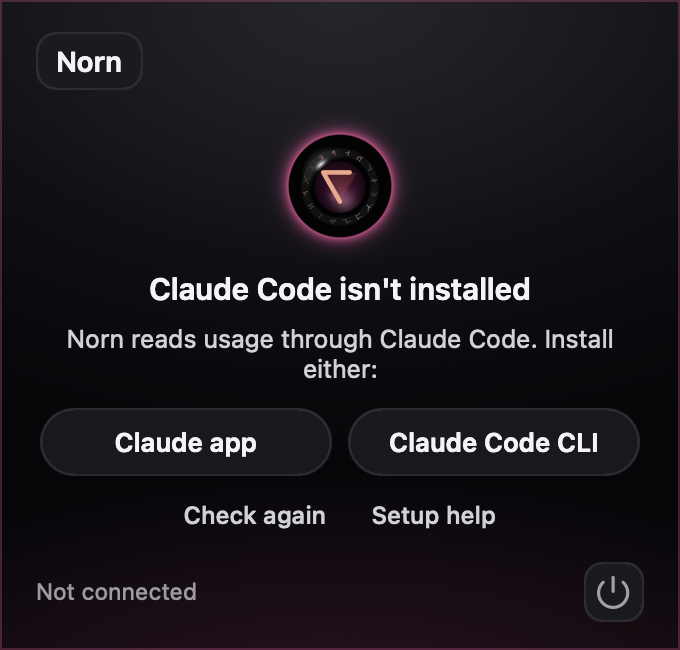 Norn
Claude Code isn't installed
Norn reads usage through Claude Code. Install
either:
Claude app
Claude Code CLI
Check again
Setup help
Not connected